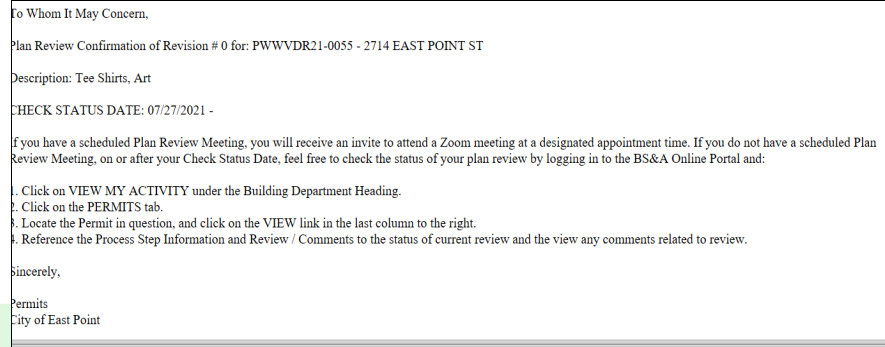 To Whom It May Concern,
Plan Review Confirmation of Revision # 0 for: PWWVDR21-0055 - 2714 EAST POINT ST
Description: Tee Shirts, Art
CHECK STATUS DATE: 07/27/2021 -
If you have a scheduled Plan Review Meeting, you will receive an invite to attend a Zoom meeting at a designated appointment time. If you do not have a scheduled Plan
Review Meeting, on or after your Check Status Date, feel free to check the status of your plan review by logging in to the BS&A Online Portal and:
1. Click on VIEW MY ACTIVITY under the Building Department Heading.
2. Click on the PERMITS tab.
3. Locate the Permit in question, and click on the VIEW link in the last column to the right.
4. Reference the Process Step Information and Review / Comments to the status of current review and the view any comments related to review.
Sincerely,
Permits
City of East Point